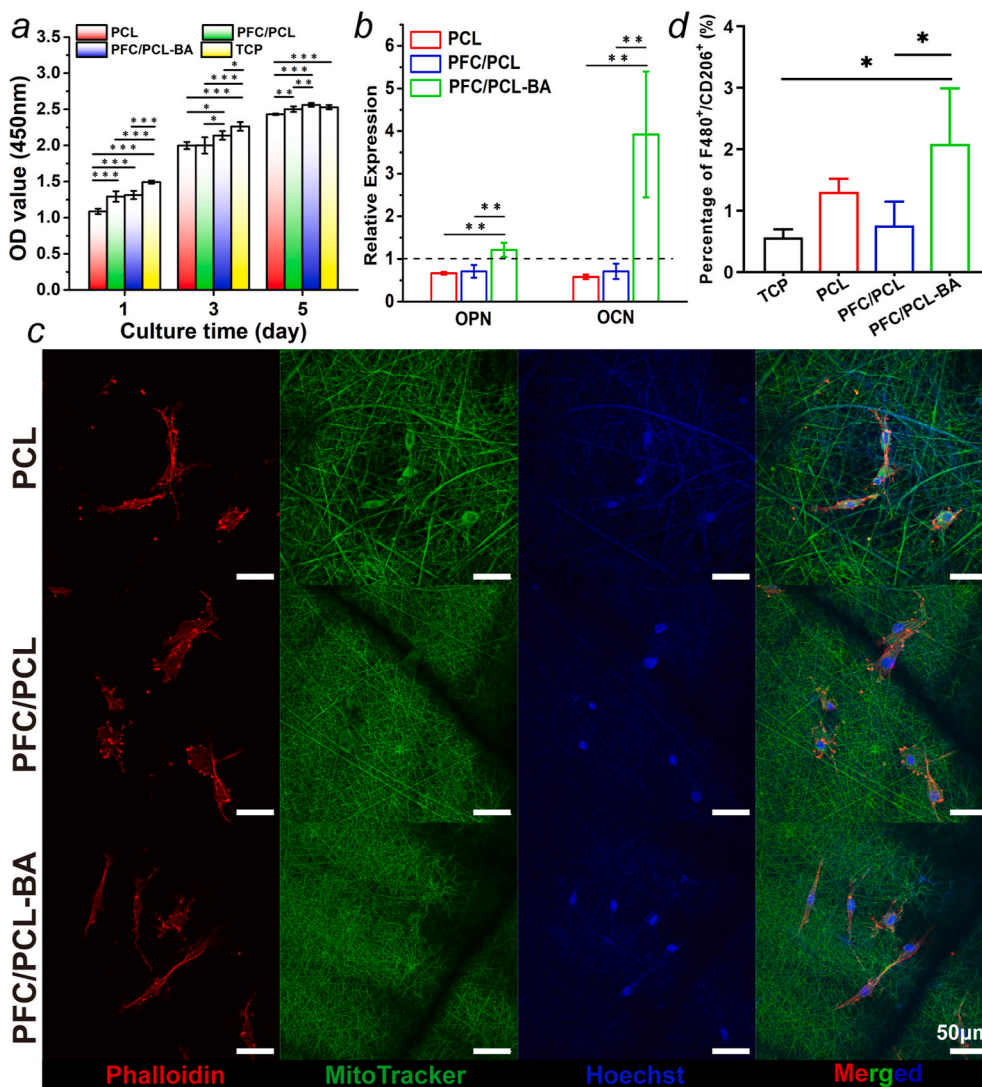 a
PCL
PFC/PCL
PFC/PCL-BA
TCP
OD value (450nm)
3.5
3.0
2.5
2.0
1.5
1.0
0.5
0.0
*** *** *** *** ***
* *** *** * *
*** *** ** **
1 3 5
Culture time (day)
b
PCL
PFC/PCL
PFC/PCL-BA
Relative Expression
6
5
4
3
2
1
0
** **
** **
OPN OCN
d
Percentage of F480+/CD206+ (%)
4
3
2
1
0
* *
TCP
PCL
PFC/PCL
PFC/PCL-BA
c
PCL
PFC/PCL
PFC/PCL-BA
50μm
Phalloidin MitoTracker Hoechst Merged